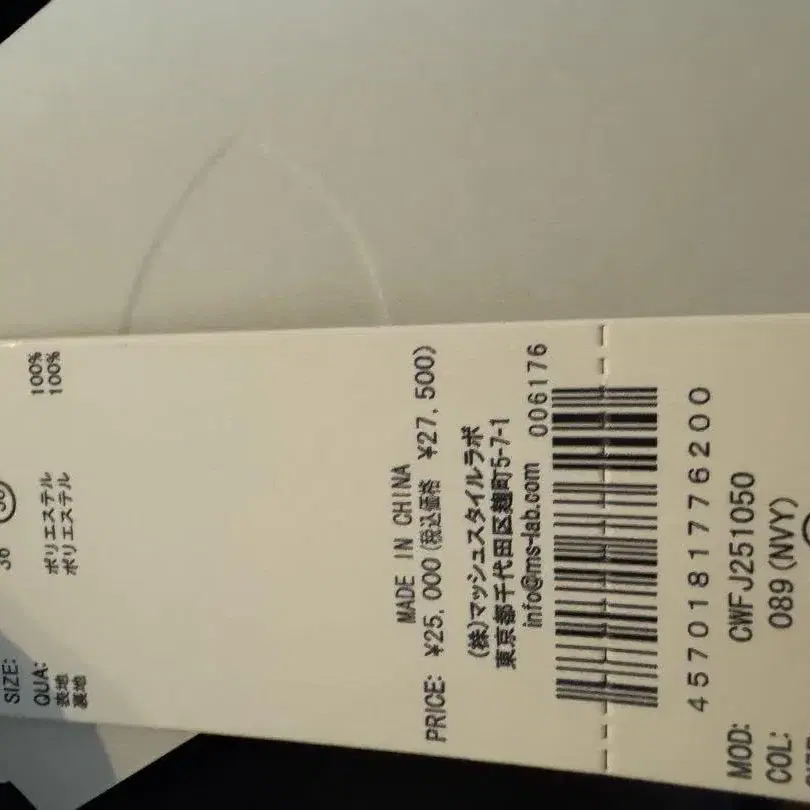 SIZE: 36
QUA:
表地 ポリエステル 100%
裏地 ポリエステル 100%
MADE IN CHINA
PRICE: ¥25,000(税込価格 ¥27,500)
(株)マッシュスタイルラボ
東京都千代田区麹町5-7-1
info@ms-lab.com 006176
4570181776200
MOD: CWFJ251050
COL: 089(NVY)